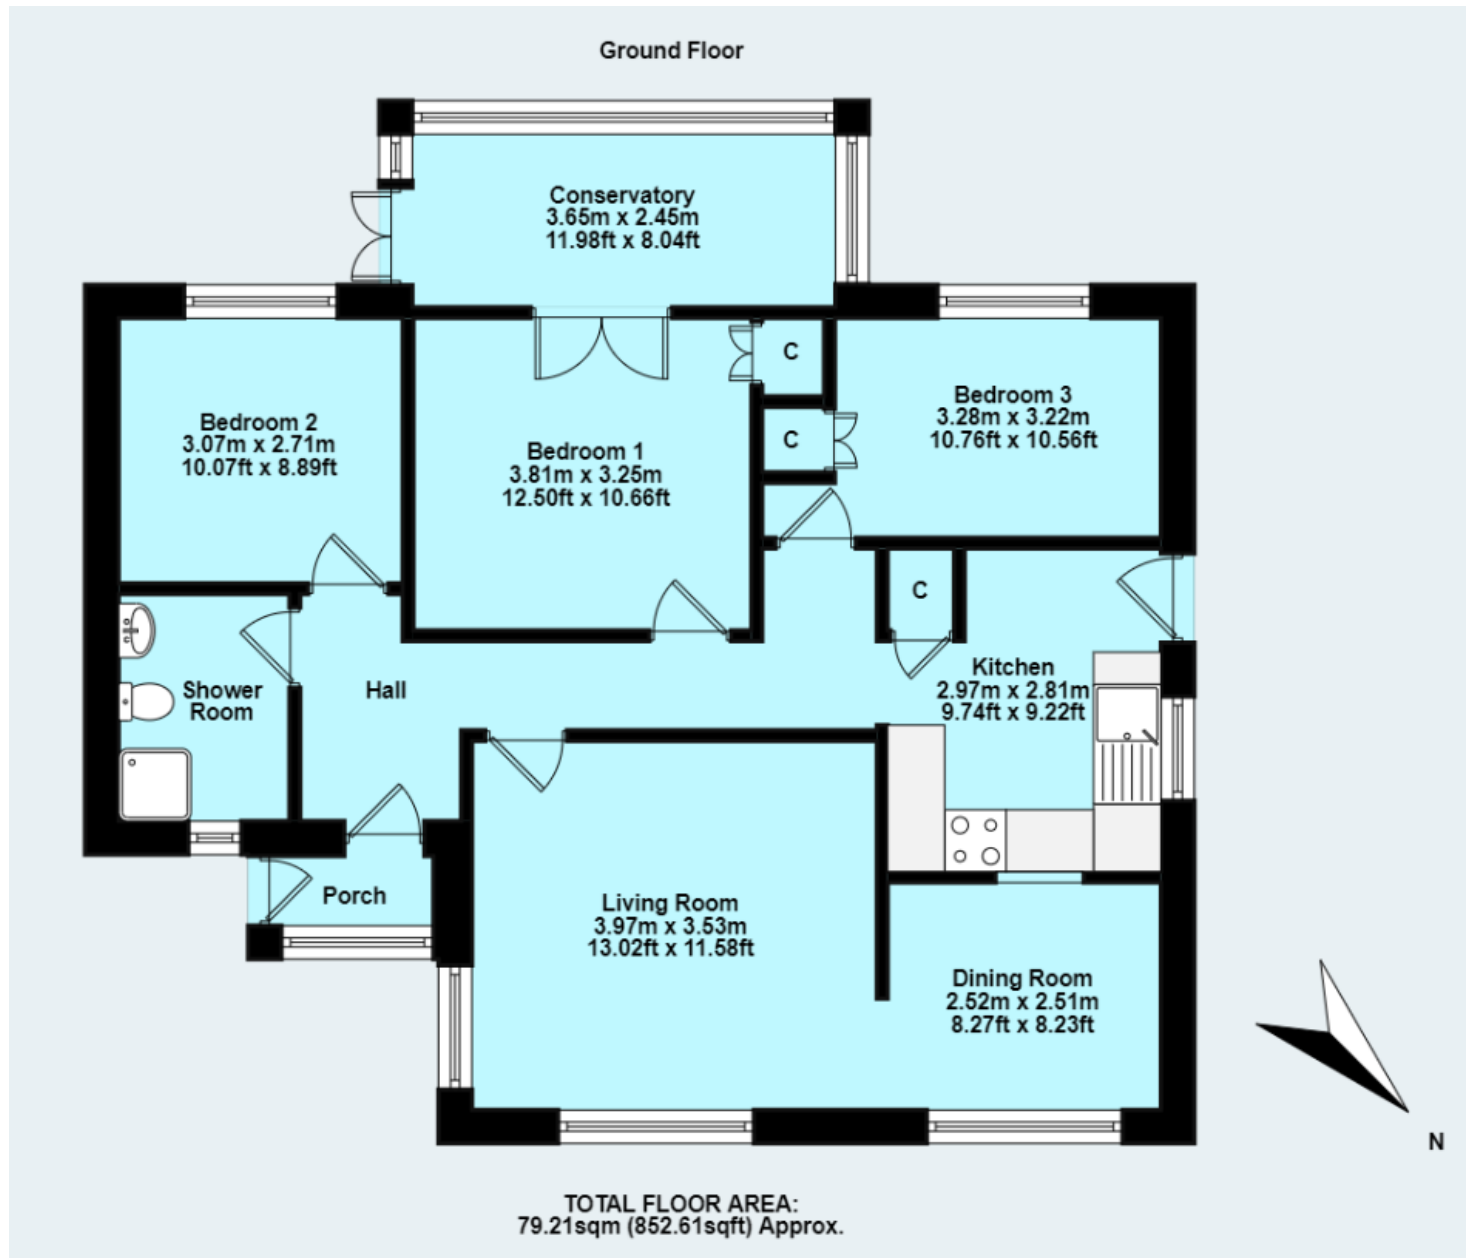 Ground Floor
Conservatory
3.65m x 2.45m
11.98ft x 8.04ft
Bedroom 2
3.07m x 2.71m
10.07ft x 8.89ft
Bedroom 1
3.81m x 3.25m
12.50ft x 10.66ft
C
C
Bedroom 3
3.28m x 3.22m
10.76ft x 10.56ft
C
Shower
Room
Hall
Kitchen
2.97m x 2.81m
9.74ft x 9.22ft
Porch
Living Room
3.97m x 3.53m
13.02ft x 11.58ft
Dining Room
2.52m x 2.51m
8.27ft x 8.23ft
N
TOTAL FLOOR AREA:
79.21sqm (852.61sqft) Approx.